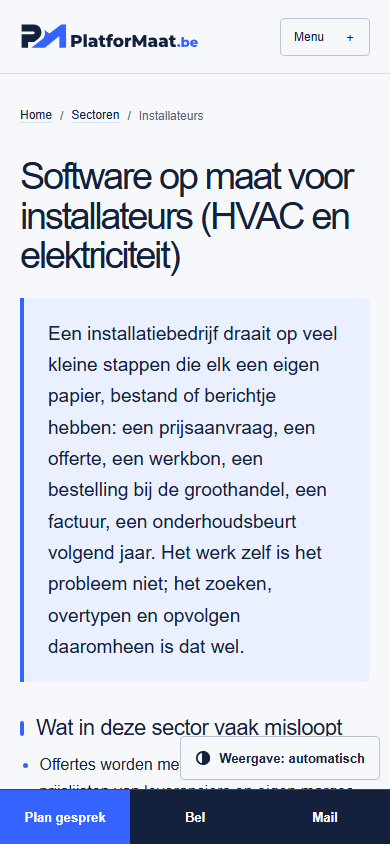 PM PlatforMaat.be
Menu +
Home / Sectoren / Installateurs
Software op maat voor
installateurs (HVAC en
elektriciteit)
Een installatiebedrijf draait op veel
kleine stappen die elk een eigen
papier, bestand of berichtje
hebben: een prijsaanvraag, een
offerte, een werkbon, een
bestelling bij de groothandel, een
factuur, een onderhoudsbeurt
volgend jaar. Het werk zelf is het
probleem niet; het zoeken,
overtypen en opvolgen
daaromheen is dat wel.
Wat in deze sector vaak misloopt
Offertes worden me
Weergave: automatisch
Plan gesprek
Bel
Mail